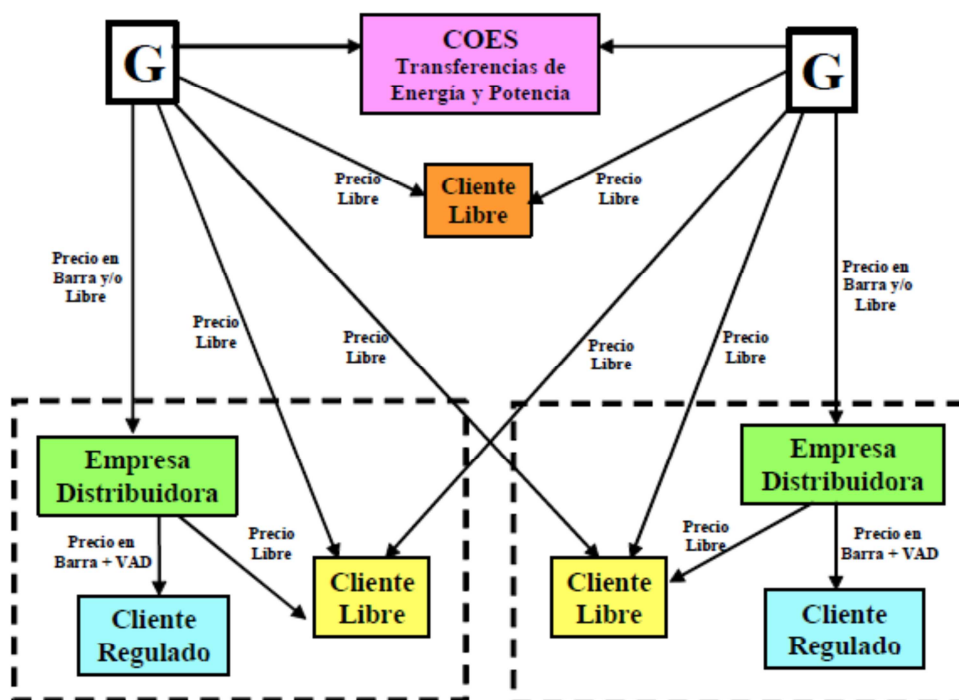 G
COES
Transferencias de
Energía y Potencia
G
Precio
Libre
Cliente
Libre
Precio
Libre
Precio en
Barra y/o
Libre
Precio en
Barra y/o
Libre
Precio
Libre
Precio
Libre
Precio
Libre
Precio
Libre
Empresa
Distribuidora
Empresa
Distribuidora
Precio en
Barra + VAD
Precio
Libre
Precio
Libre
Precio en
Barra + VAD
Cliente
Regulado
Cliente
Libre
Cliente
Libre
Cliente
Regulado